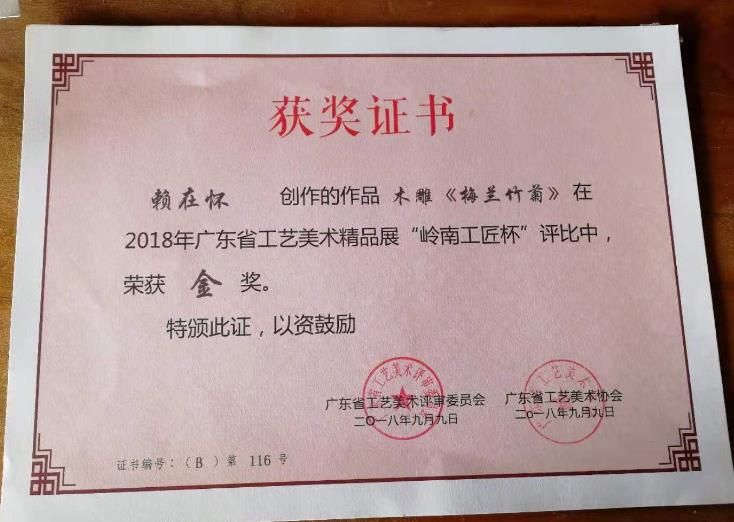 获奖证书
赖在怀 创作的作品 木雕《梅兰竹菊》在
2018年广东省工艺美术精品展“岭南工匠杯”评比中，
荣获 金 奖。
特颁此证，以资鼓励
广东省工艺美术评审委员会 广东省工艺美术协会
二〇一八年九月九日 二〇一八年九月九日
证书编号：（B）第 116 号